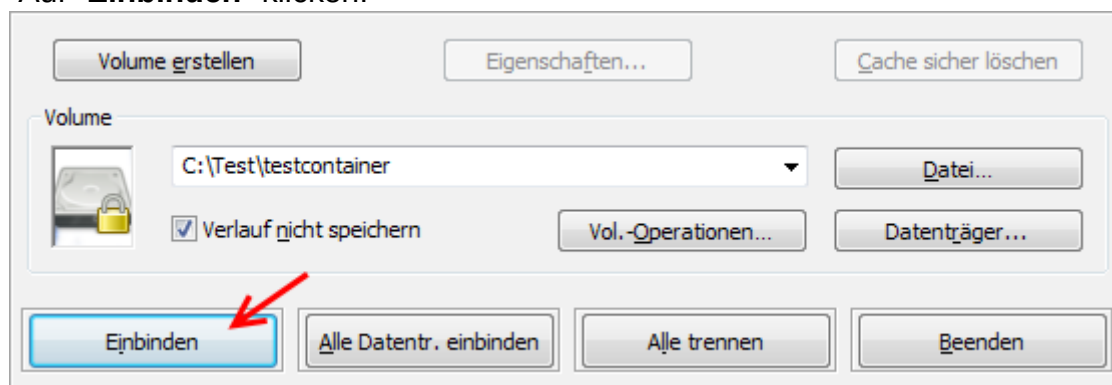 Auf "Einbinden" klicken.
Volume erstellen Eigenschaften... Cache sicher löschen
Volume
C:\Test\testcontainer Datei...
Verlauf nicht speichern Vol.-Operationen... Datenträger...
Einbinden Alle Datentr. einbinden Alle trennen Beenden